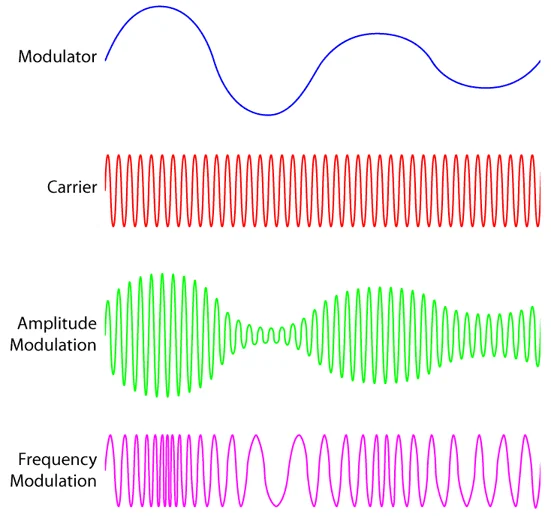 Modulator
Carrier
Amplitude
Modulation
Frequency
Modulation